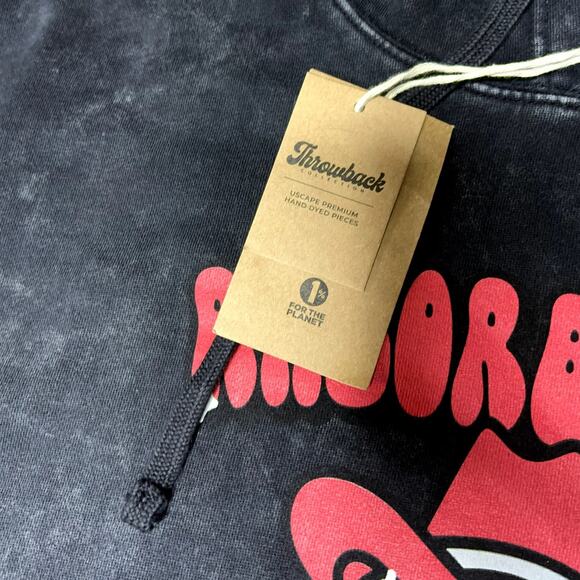 Throwback
COLLECTION
USCAPE PREMIUM
HAND DYED PIECES
1%
FOR THE
PLANET